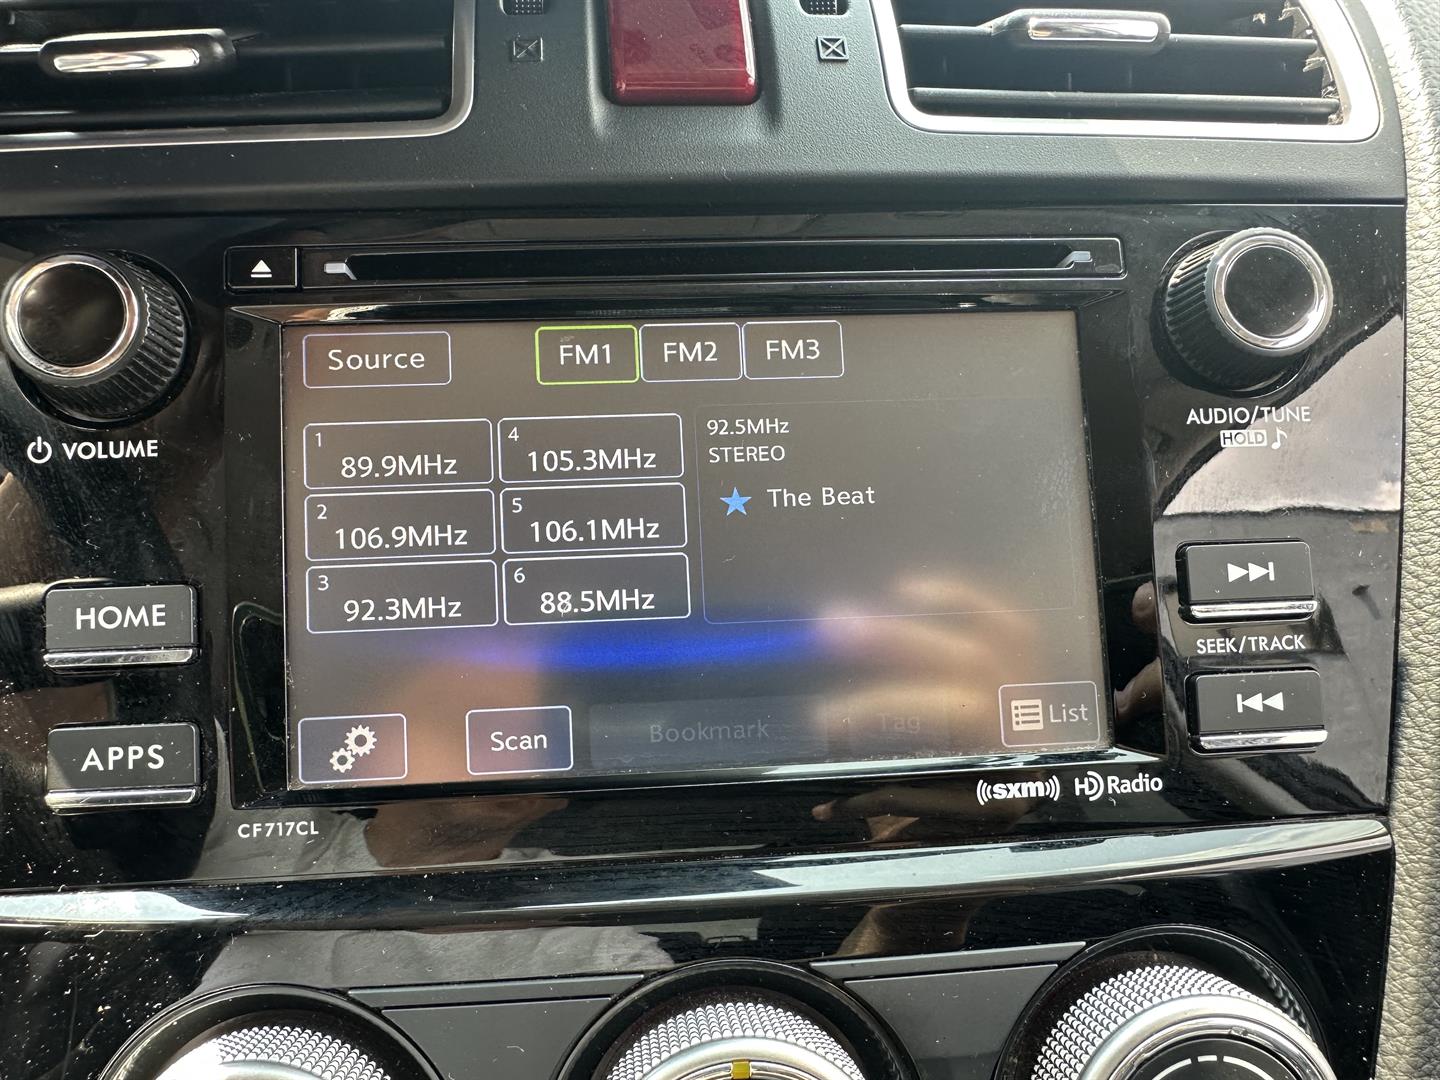 Source
FM1
FM2
FM3
1
89.9MHz
4
105.3MHz
2
106.9MHz
5
106.1MHz
3
92.3MHz
6
88.5MHz
92.5MHz
STEREO
The Beat
Scan
Bookmark
Tag
List
VOLUME
HOME
APPS
CF717CL
AUDIO/TUNE
HOLD
SEEK/TRACK
((sxm))
HD Radio